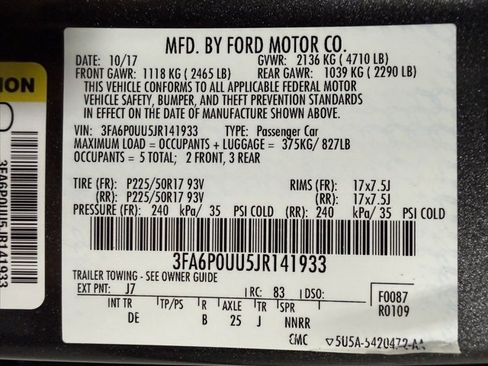 MFD. BY FORD MOTOR CO.
DATE: 10/17 GVWR: 2136 KG ( 4710 LB)
FRONT GAWR: 1118 KG ( 2465 LB) REAR GAWR: 1039 KG ( 2290 LB)
THIS VEHICLE CONFORMS TO ALL APPLICABLE FEDERAL MOTOR
VEHICLE SAFETY, BUMPER, AND THEFT PREVENTION STANDARDS
IN EFFECT ON THE DATE OF MANUFACTURE SHOWN ABOVE.
VIN: 3FA6P0UU5JR141933 TYPE: Passenger Car
MAXIMUM LOAD = OCCUPANTS + LUGGAGE = 375KG/ 827LB
OCCUPANTS = 5 TOTAL; 2 FRONT, 3 REAR
TIRE (FR): P225/50R17 93V RIMS (FR): 17x7.5J
(RR): P225/50R17 93V (RR): 17x7.5J
PRESSURE (FR): 240 kPa/ 35 PSI COLD (RR): 240 kPa/ 35 PSI COLD
3FA6P0UU5JR141933
TRAILER TOWING - SEE OWNER GUIDE
EXT PNT: J7 RC: 83 DSO: F0087
INT TR TP/PS R AXLE TR SPR R0109
DE B 25 J NNRR
CMC ▽5U5A-5420472-AA
ION
3FA6P0UU5JR141933